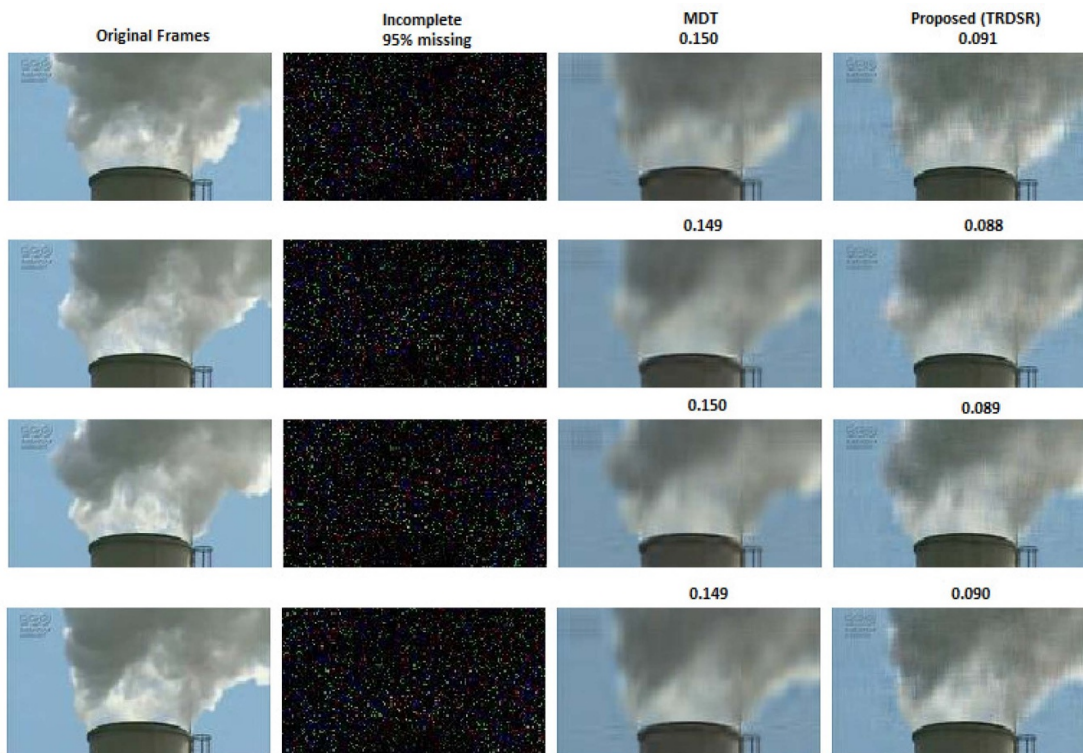 Original Frames
Incomplete
95% missing
MDT
0.150
Proposed (TRDSR)
0.091
0.149
0.088
0.150
0.089
0.149
0.090